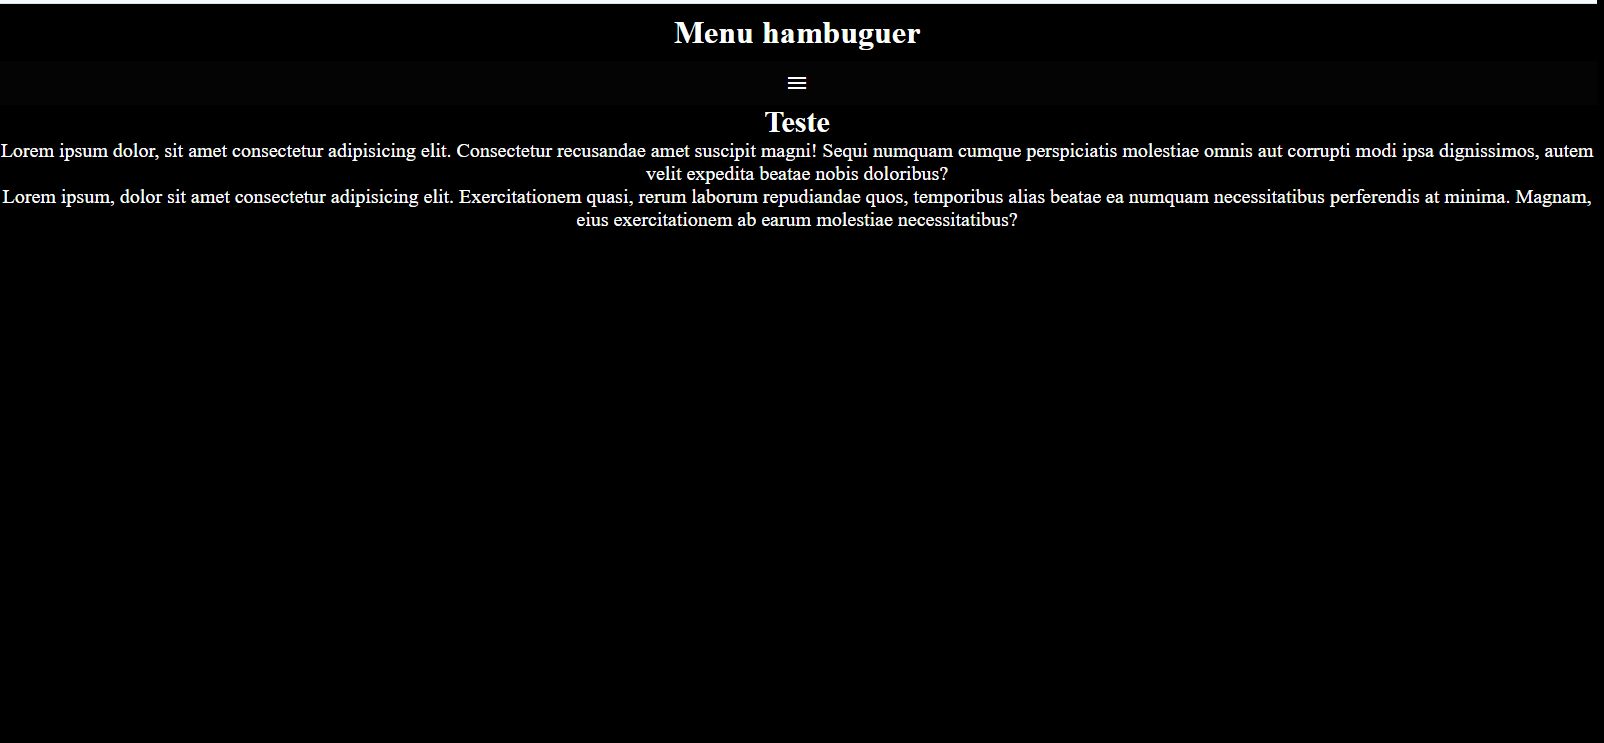 Menu hambuguer
Teste
Lorem ipsum dolor, sit amet consectetur adipisicing elit. Consectetur recusandae amet suscipit magni! Sequi numquam cumque perspiciatis molestiae omnis aut corrupti modi ipsa dignissimos, autem
velit expedita beatae nobis doloribus?
Lorem ipsum, dolor sit amet consectetur adipisicing elit. Exercitationem quasi, rerum laborum repudiandae quos, temporibus alias beatae ea numquam necessitatibus perferendis at minima. Magnam,
eius exercitationem ab earum molestiae necessitatibus?